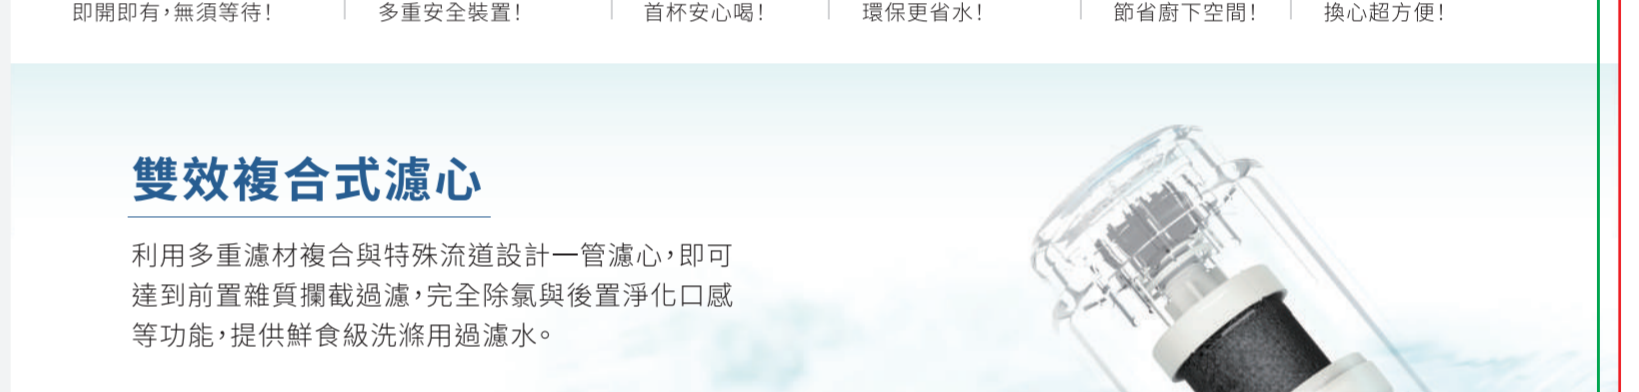 即開即有，無須等待！
多重安全裝置！
首杯安心喝！
環保更省水！
節省廚下空間！
換心超方便！
雙效複合式濾心
利用多重濾材複合與特殊流道設計一管濾心，即可
達到前置雜質攔截過濾，完全除氯與後置淨化口感
等功能，提供鮮食級洗滌用過濾水。